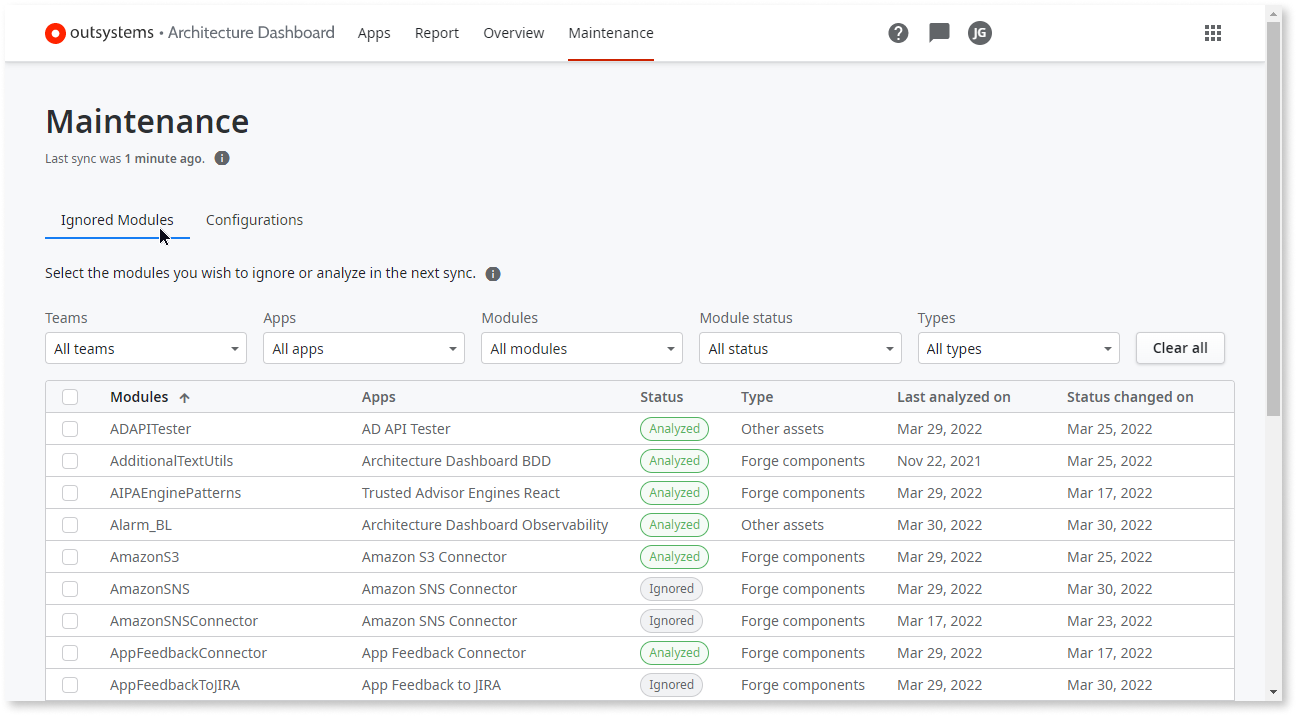 outsystems • Architecture Dashboard Apps Report Overview Maintenance ? JG
Maintenance
Last sync was 1 minute ago. i
Ignored Modules Configurations
Select the modules you wish to ignore or analyze in the next sync. i
Teams Apps Modules Module status Types
All teams All apps All modules All status All types Clear all
Modules Apps Status Type Last analyzed on Status changed on
ADAPITester AD API Tester Analyzed Other assets Mar 29, 2022 Mar 25, 2022
AdditionalTextUtils Architecture Dashboard BDD Analyzed Forge components Nov 22, 2021 Mar 25, 2022
AIPAEnginePatterns Trusted Advisor Engines React Analyzed Forge components Mar 29, 2022 Mar 17, 2022
Alarm_BL Architecture Dashboard Observability Analyzed Other assets Mar 30, 2022 Mar 30, 2022
AmazonS3 Amazon S3 Connector Analyzed Forge components Mar 29, 2022 Mar 25, 2022
AmazonSNS Amazon SNS Connector Ignored Forge components Mar 29, 2022 Mar 30, 2022
AmazonSNSConnector Amazon SNS Connector Ignored Forge components Mar 17, 2022 Mar 23, 2022
AppFeedbackConnector App Feedback Connector Analyzed Forge components Mar 29, 2022 Mar 17, 2022
AppFeedbackToJIRA App Feedback to JIRA Ignored Forge components Mar 29, 2022 Mar 30, 2022